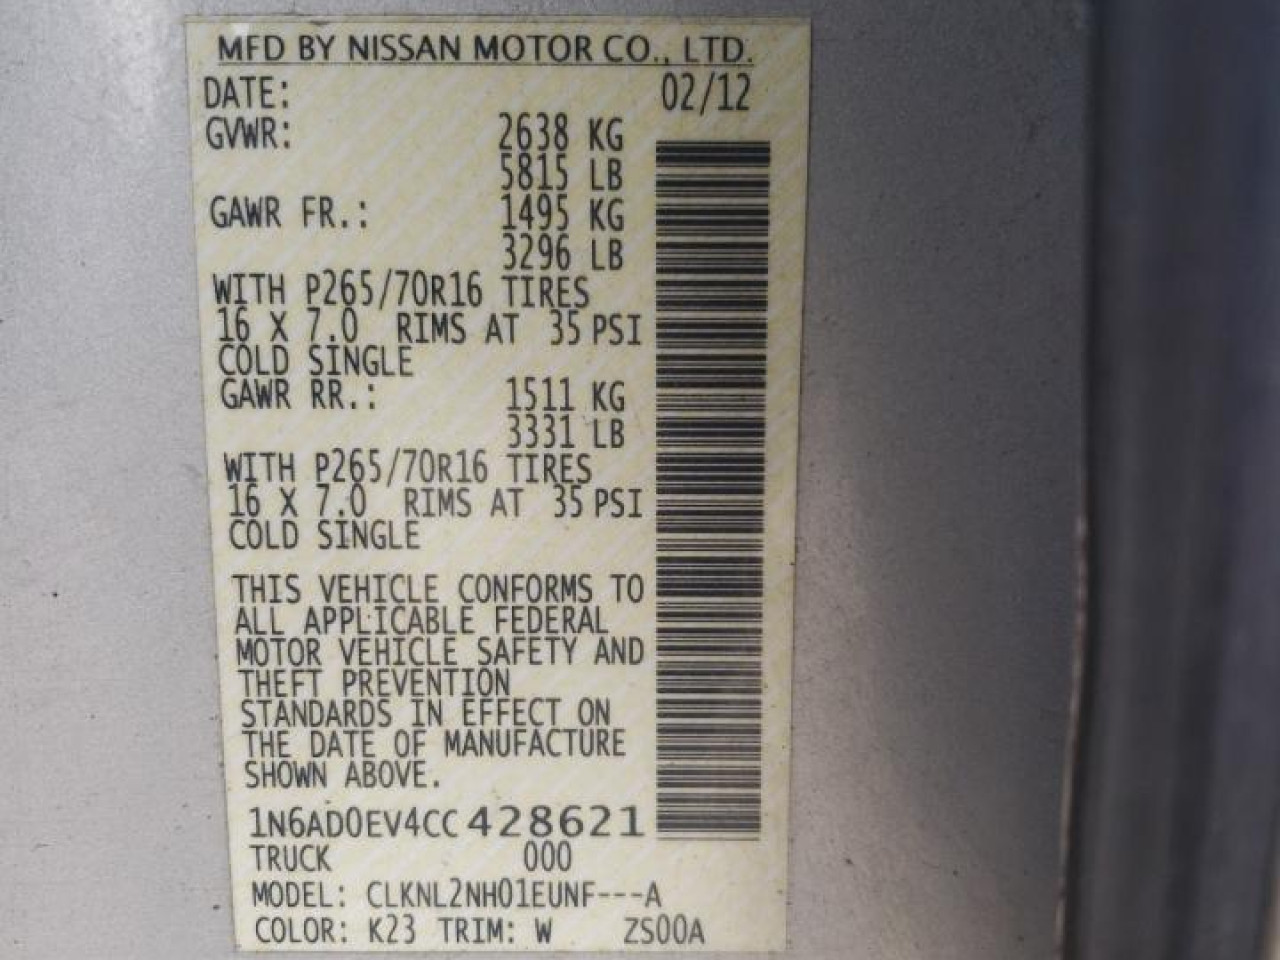 MFD BY NISSAN MOTOR CO., LTD.
DATE: 02/12
GVWR: 2638 KG
5815 LB
GAWR FR.: 1495 KG
3296 LB
WITH P265/70R16 TIRES
16 X 7.0 RIMS AT 35 PSI
COLD SINGLE
GAWR RR.: 1511 KG
3331 LB
WITH P265/70R16 TIRES
16 X 7.0 RIMS AT 35 PSI
COLD SINGLE
THIS VEHICLE CONFORMS TO
ALL APPLICABLE FEDERAL
MOTOR VEHICLE SAFETY AND
THEFT PREVENTION
STANDARDS IN EFFECT ON
THE DATE OF MANUFACTURE
SHOWN ABOVE.
1N6AD0EV4CC428621
TRUCK 000
MODEL: CLKNL2NH01EUNF---A
COLOR: K23 TRIM: W ZS00A